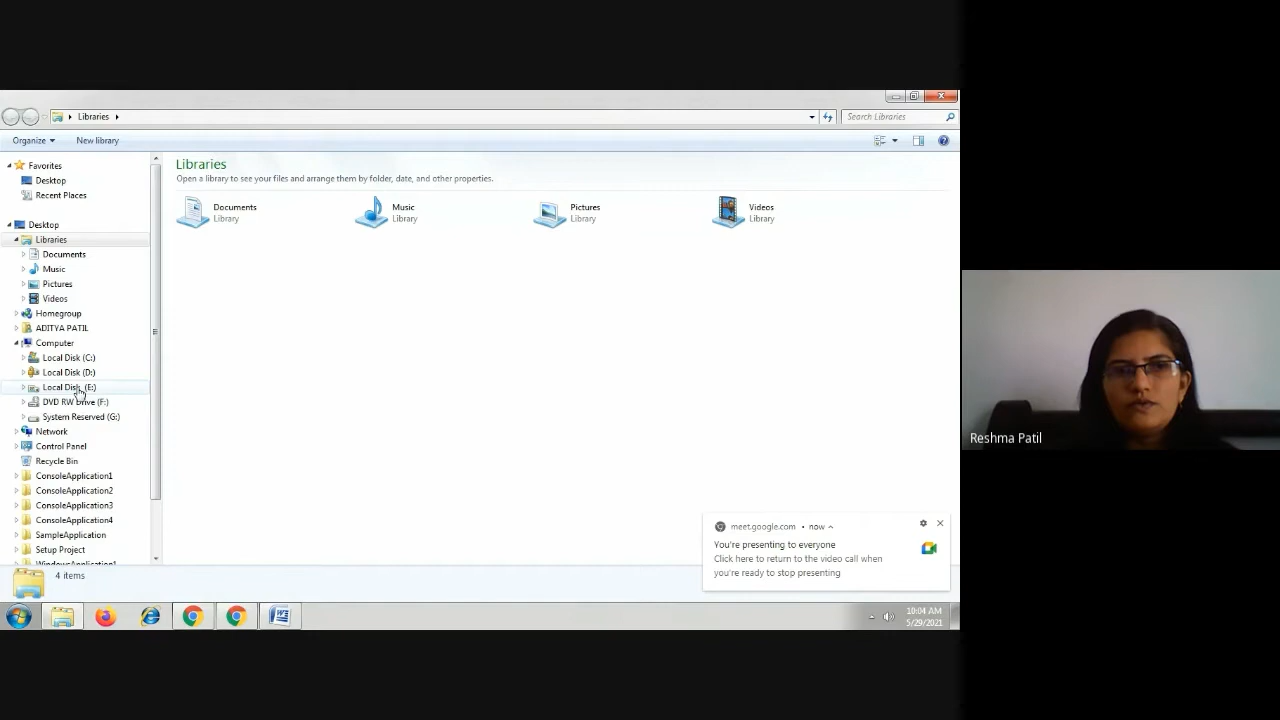 Libraries
Search Libraries
Organize
New library
Favorites
Desktop
Recent Places
Desktop
Libraries
Documents
Music
Pictures
Videos
Homegroup
ADITYA PATIL
Computer
Local Disk (C:)
Local Disk (D:)
Local Disk (E:)
DVD RW Drive (F:)
System Reserved (G:)
Network
Control Panel
Recycle Bin
ConsoleApplication1
ConsoleApplication2
ConsoleApplication3
ConsoleApplication4
SampleApplication
Setup Project
WindowsApplication1
Libraries
Open a library to see your files and arrange them by folder, date, and other properties.
Documents
Library
Music
Library
Pictures
Library
Videos
Library
meet.google.com • now
You're presenting to everyone
Click here to return to the video call when
you're ready to stop presenting
4 items
10:04 AM
5/29/2021
Reshma Patil